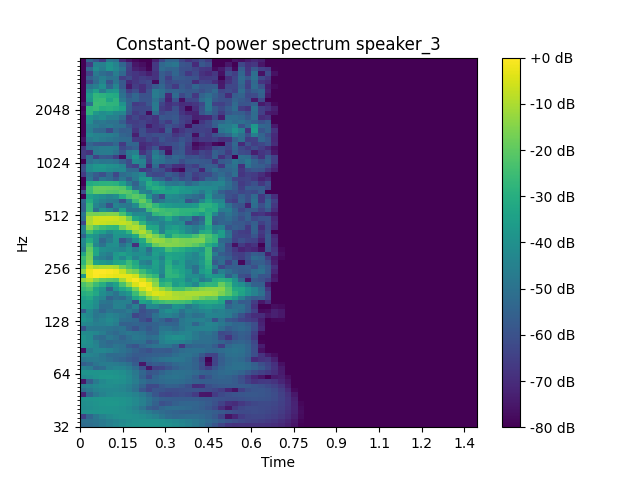 Constant-Q power spectrum speaker_3
Hz
2048
1024
512
256
128
64
32
0 0.15 0.3 0.45 0.6 0.75 0.9 1.1 1.2 1.4
Time
+0 dB
-10 dB
-20 dB
-30 dB
-40 dB
-50 dB
-60 dB
-70 dB
-80 dB